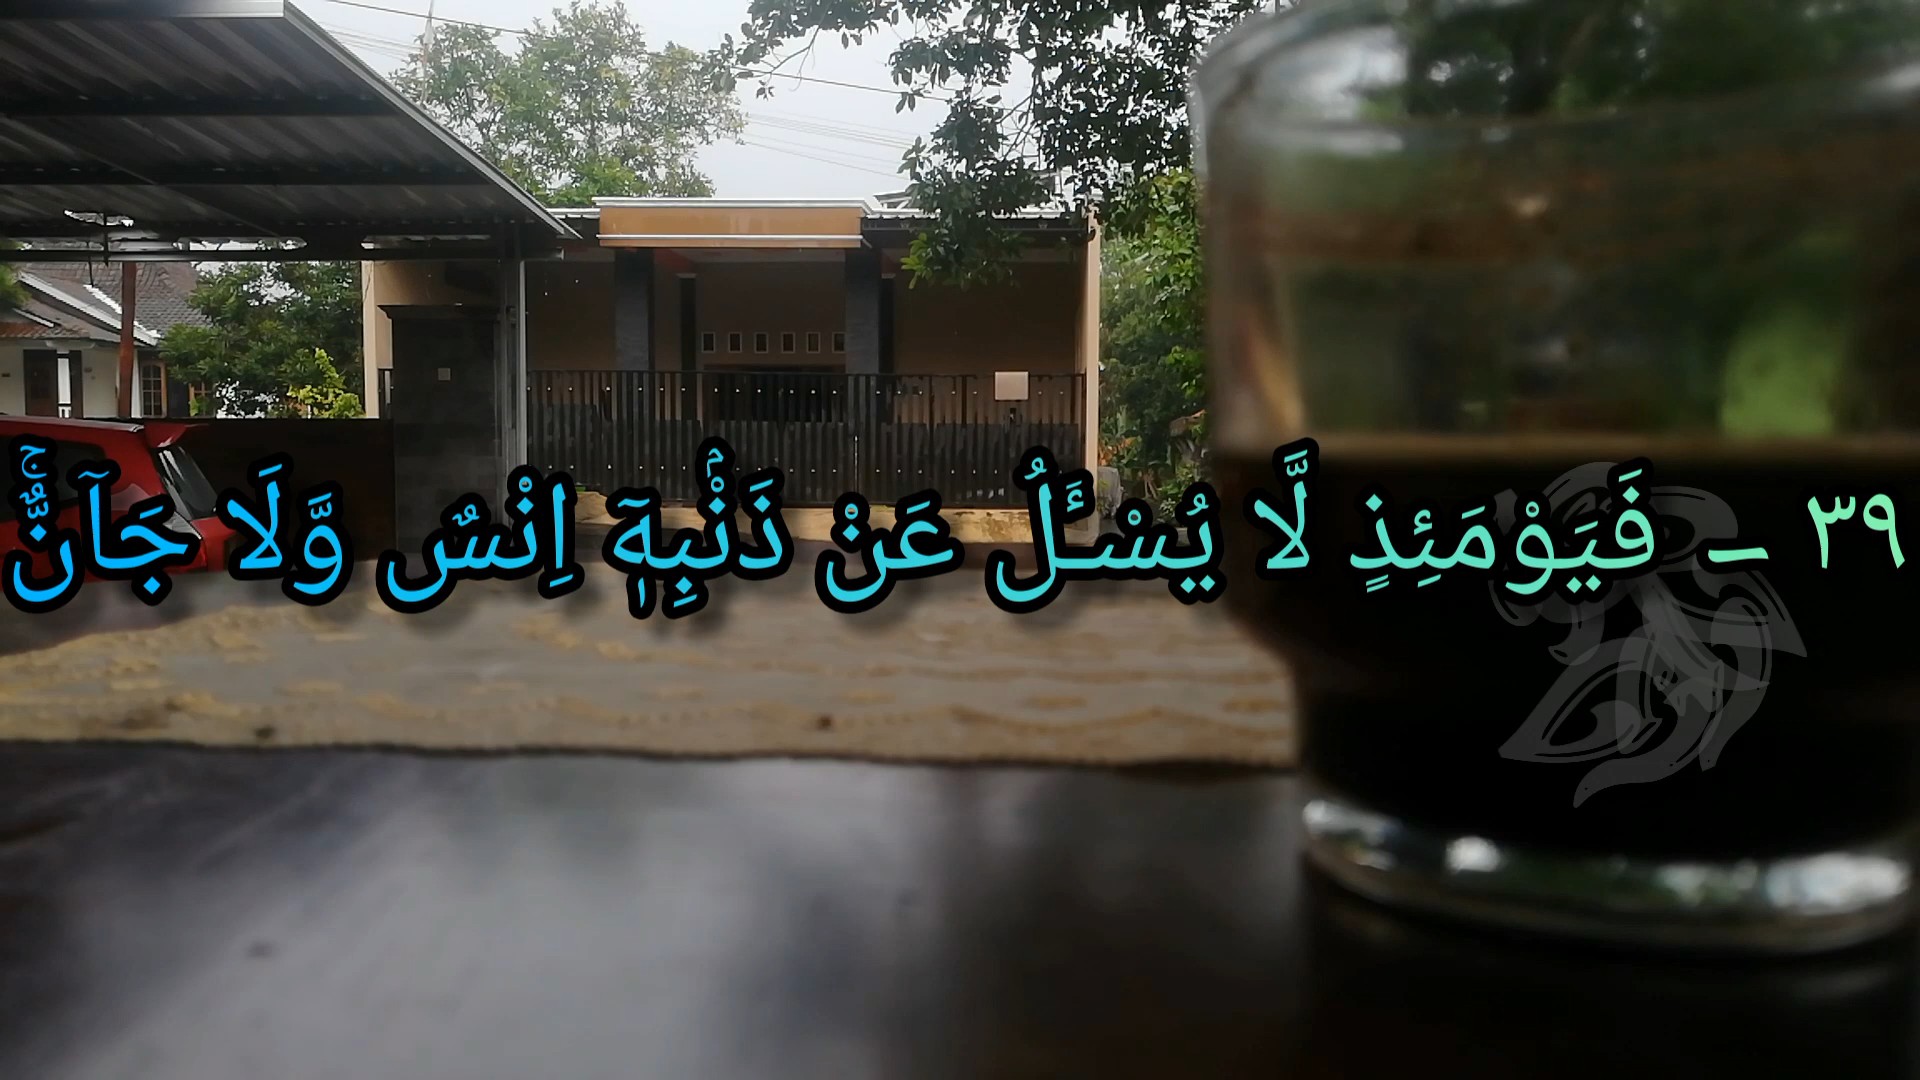 ٣٩ - فَيَوْمَئِذٍ لَّا يُسْـَٔلُ عَنْ ذَنْۢبِهٖٓ اِنْسٌ وَّلَا جَاۤنٌّۚ